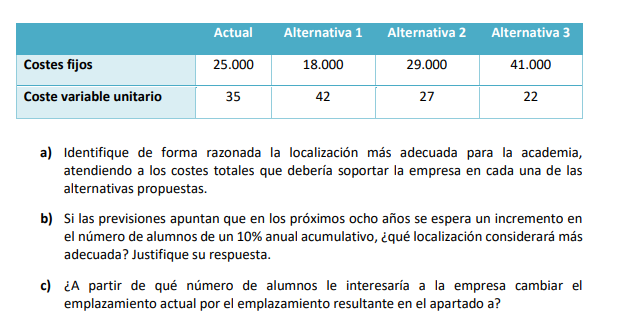 Actual Alternativa 1 Alternativa 2 Alternativa 3
Costes fijos 25.000 18.000 29.000 41.000
Coste variable unitario 35 42 27 22
a) Identifique de forma razonada la localización más adecuada para la academia,
atendiendo a los costes totales que debería soportar la empresa en cada una de las
alternativas propuestas.
b) Si las previsiones apuntan que en los próximos ocho años se espera un incremento en
el número de alumnos de un 10% anual acumulativo, ¿qué localización considerará más
adecuada? Justifique su respuesta.
c) ¿A partir de qué número de alumnos le interesaría a la empresa cambiar el
emplazamiento actual por el emplazamiento resultante en el apartado a?